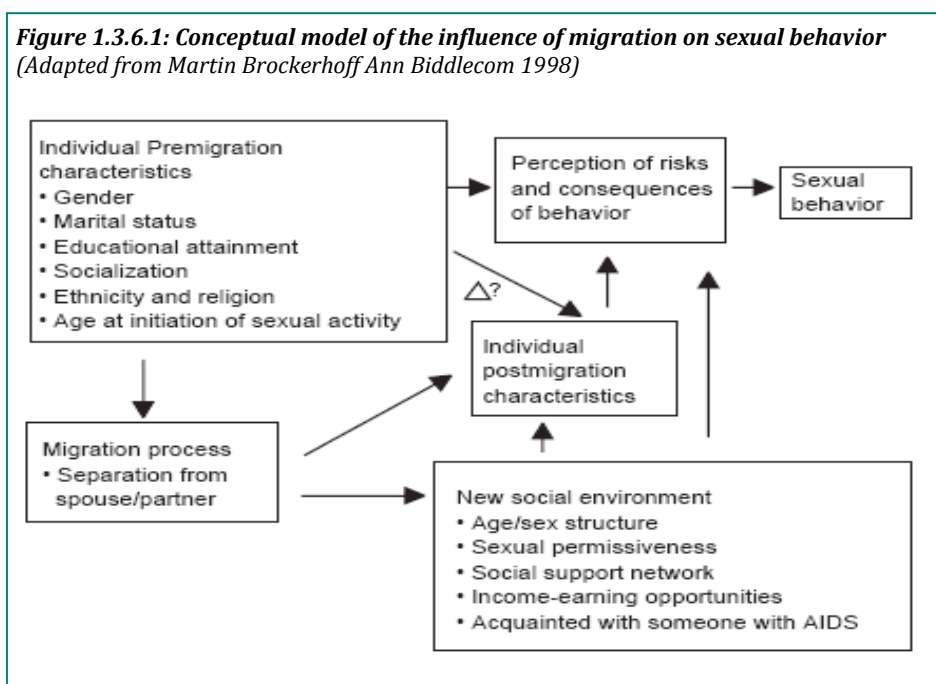 Figure 1.3.6.1: Conceptual model of the influence of migration on sexual behavior
(Adapted from Martin Brockerhoff Ann Biddlecom 1998)
Individual Premigration
characteristics
• Gender
• Marital status
• Educational attainment
• Socialization
• Ethnicity and religion
• Age at initiation of sexual activity
Perception of risks
and consequences
of behavior
Sexual
behavior
△?
Individual
postmigration
characteristics
Migration process
• Separation from
spouse/partner
New social environment
• Age/sex structure
• Sexual permissiveness
• Social support network
• Income-earning opportunities
• Acquainted with someone with AIDS